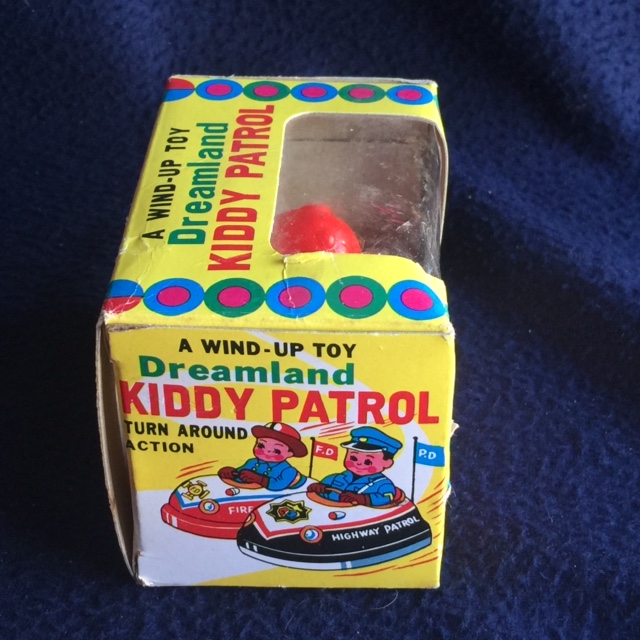 A WIND-UP TOY
Dreamland
KIDDY PATROL
A WIND-UP TOY
Dreamland
KIDDY PATROL
TURN AROUND
ACTION
F.D
P.D
FIRE
HIGHWAY PATROL